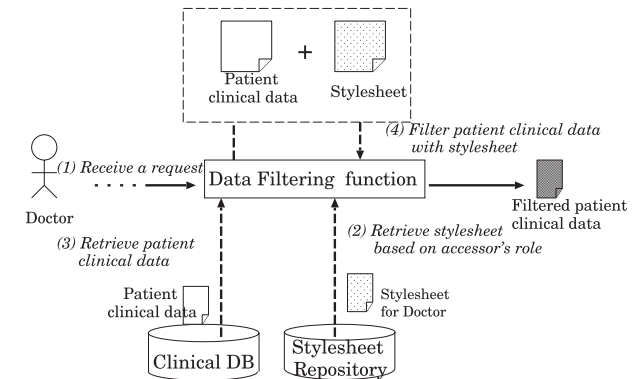 Patient
clinical data
+
Stylesheet
(4) Filter patient clinical data
with stylesheet
(1) Receive a request
Data Filtering function
Doctor
Filtered patient
clinical data
(3) Retrieve patient
clinical data
(2) Retrieve stylesheet
based on accessor's role
Patient
clinical data
Stylesheet
for Doctor
Clinical DB
Stylesheet
Repository